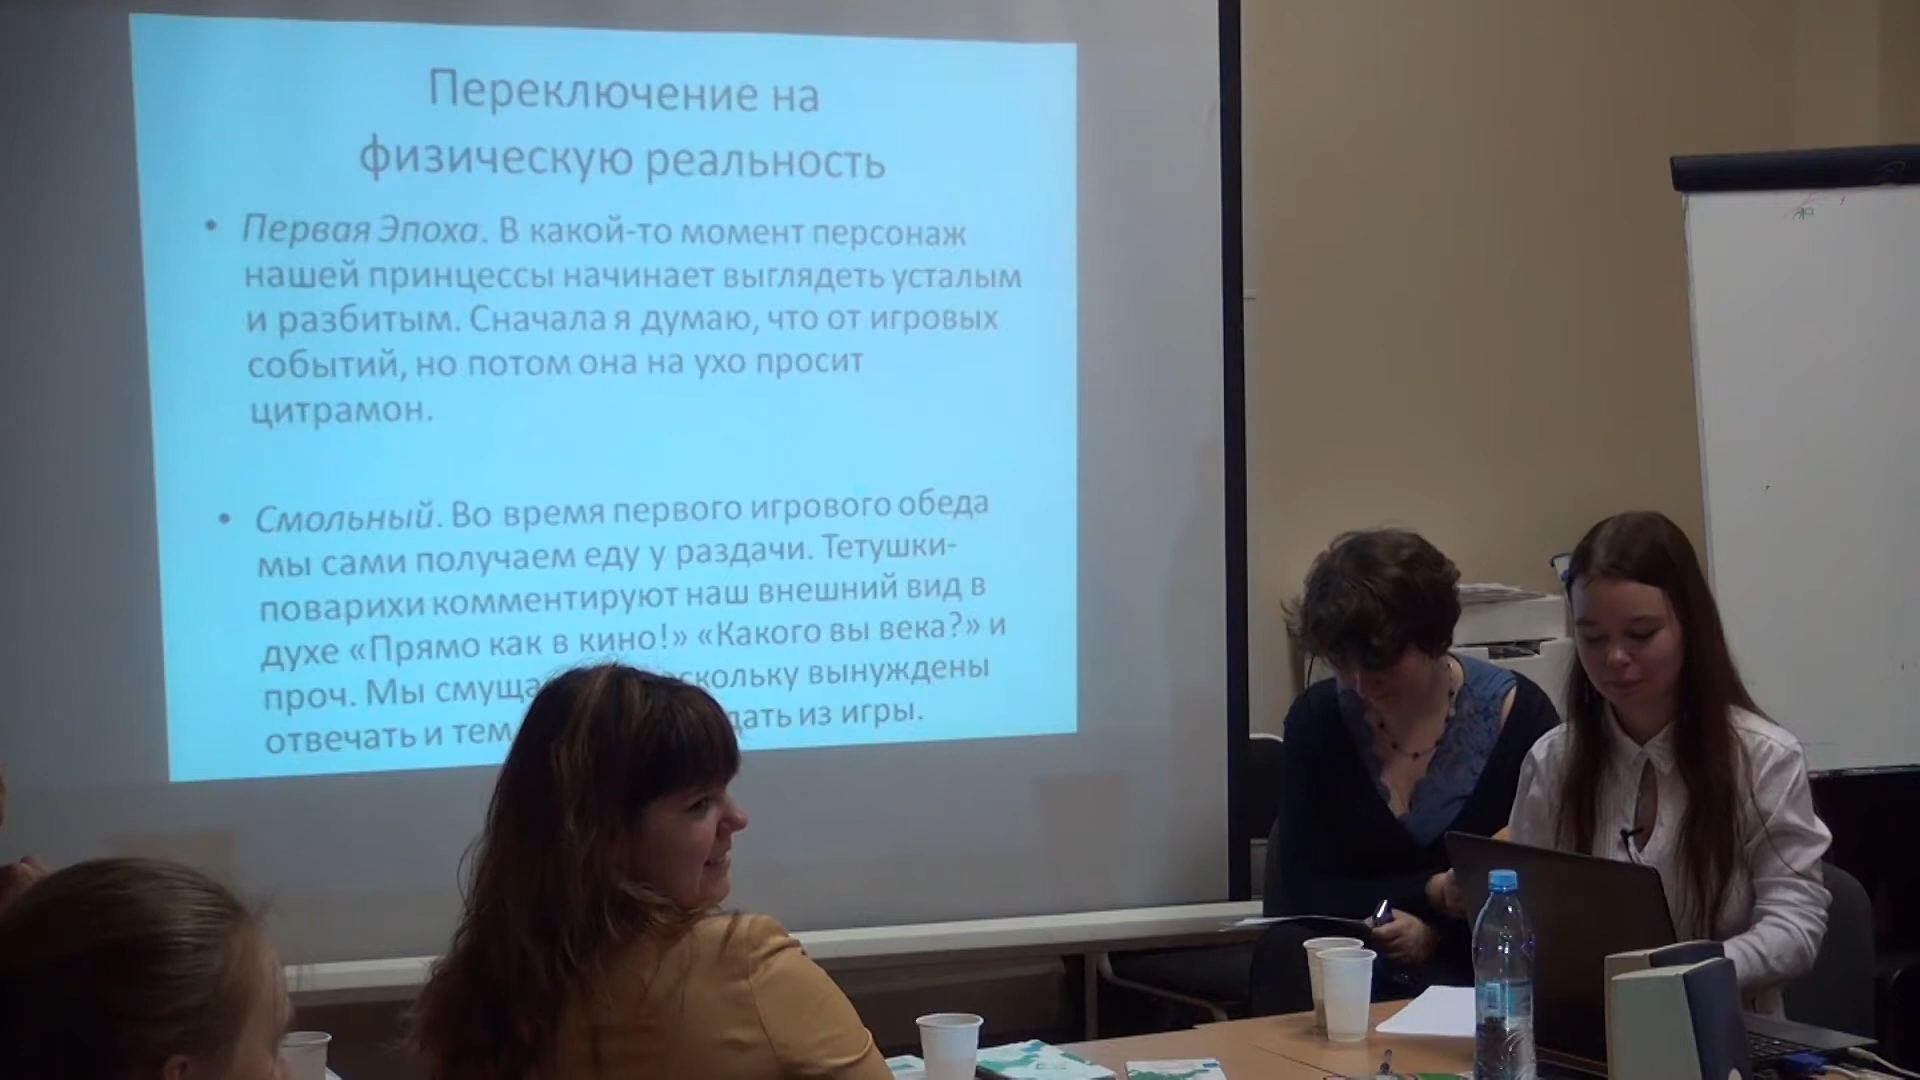 Переключение на
физическую реальность
• Первая Эпоха. В какой-то момент персонаж
нашей принцессы начинает выглядеть усталым
и разбитым. Сначала я думаю, что от игровых
событий, но потом она на ухо просит
цитрамон.
• Смольный. Во время первого игрового обеда
мы сами получаем еду у раздачи. Тетушки-
поварихи комментируют наш внешний вид в
духе «Прямо как в кино!» «Какого вы века?» и
проч. Мы вынуждены
отвечать и тем из игры.